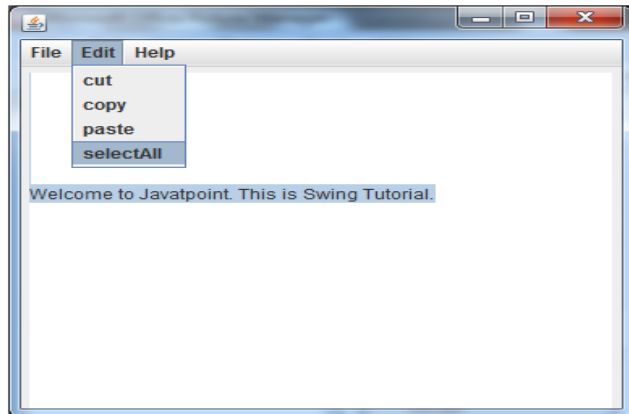 File Edit Help
cut
copy
paste
selectAll
Welcome to Javatpoint. This is Swing Tutorial.